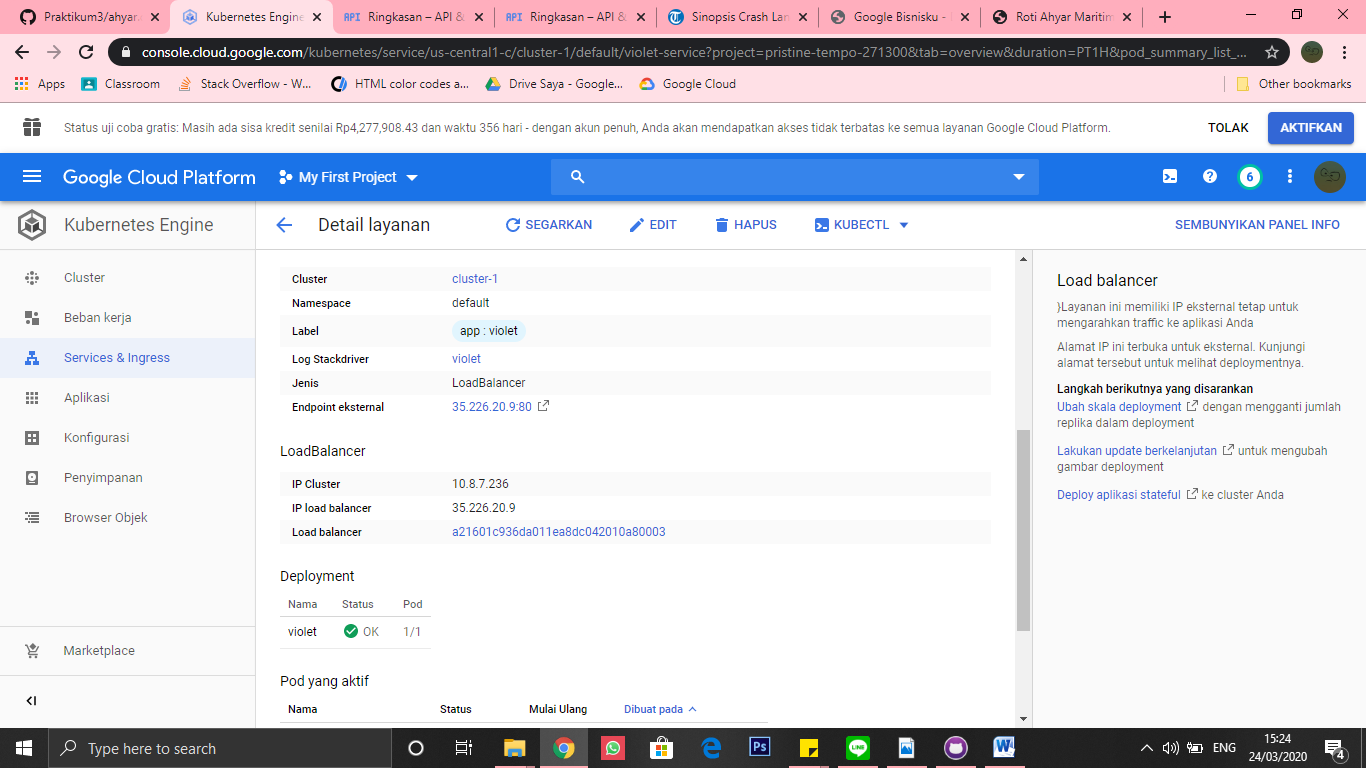 Praktikum3/ahyar.
Kubernetes Engine
Ringkasan – API &
Ringkasan – API &
Sinopsis Crash Lan
Google Bisnisku -
Roti Ahyar Maritim
console.cloud.google.com/kubernetes/service/us-central1-c/cluster-1/default/violet-service?project=pristine-tempo-271300&tab=overview&duration=PT1H&pod_summary_list_...
Apps
Classroom
Stack Overflow - W...
HTML color codes a...
Drive Saya - Google...
Google Cloud
Other bookmarks
Status uji coba gratis: Masih ada sisa kredit senilai Rp4,277,908.43 dan waktu 356 hari - dengan akun penuh, Anda akan mendapatkan akses tidak terbatas ke semua layanan Google Cloud Platform.
TOLAK
AKTIFKAN
Google Cloud Platform
My First Project
6
Kubernetes Engine
Detail layanan
SEGARKAN
EDIT
HAPUS
KUBECTL
SEMBUNYIKAN PANEL INFO
Cluster
Beban kerja
Services & Ingress
Aplikasi
Konfigurasi
Penyimpanan
Browser Objek
Marketplace
Cluster cluster-1
Namespace default
Label app : violet
Log Stackdriver violet
Jenis LoadBalancer
Endpoint eksternal 35.226.20.9:80
LoadBalancer
IP Cluster 10.8.7.236
IP load balancer 35.226.20.9
Load balancer a21601c936da011ea8dc042010a80003
Deployment
Nama Status Pod
violet OK 1/1
Pod yang aktif
Nama Status Mulai Ulang Dibuat pada
Load balancer
}Layanan ini memiliki IP eksternal tetap untuk
mengarahkan traffic ke aplikasi Anda
Alamat IP ini terbuka untuk eksternal. Kunjungi
alamat tersebut untuk melihat deploymentnya.
Langkah berikutnya yang disarankan
Ubah skala deployment dengan mengganti jumlah
replika dalam deployment
Lakukan update berkelanjutan untuk mengubah
gambar deployment
Deploy aplikasi stateful ke cluster Anda
Type here to search
Ps
LINE
W
ENG
15:24
24/03/2020
4